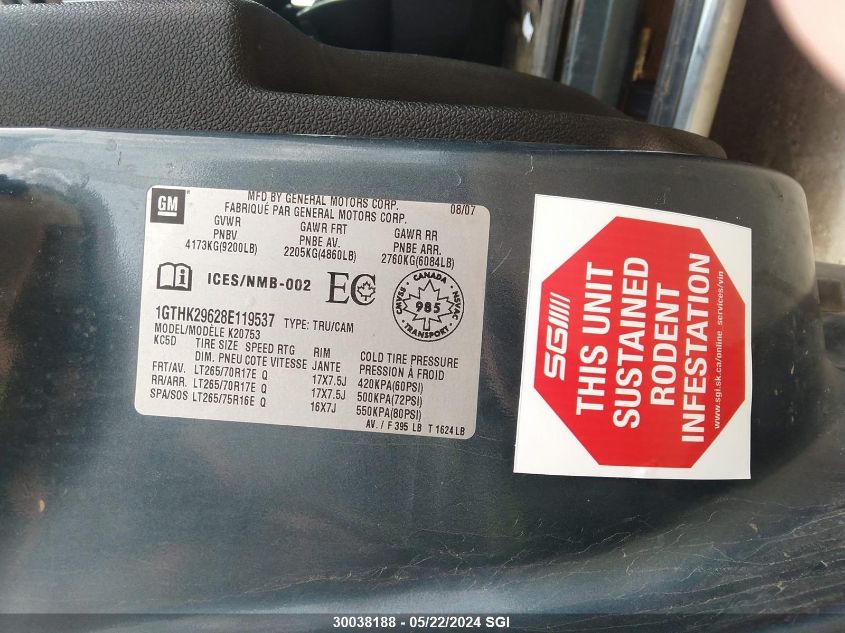 GM
MFD BY GENERAL MOTORS CORP.
FABRIQUÉ PAR GENERAL MOTORS CORP.
08/07
GVWR GAWR FRT GAWR RR
PNBV PNBE AV. PNBE ARR.
4173KG(9200LB) 2205KG(4860LB) 2760KG(6084LB)
ICES/NMB-002 EC
CANADA
985
TRANSPORT
1GTHK29628E119537 TYPE: TRU/CAM
MODEL/MODÈLE K20753
KC5D TIRE SIZE SPEED RTG RIM COLD TIRE PRESSURE
DIM. PNEU COTE VITESSE JANTE PRESSION À FROID
FRT/AV. LT265/70R17E Q 17X7.5J 420KPA(60PSI)
RR/ARR. LT265/70R17E Q 17X7.5J 500KPA(72PSI)
SPA/SOS LT265/75R16E Q 16X7J 550KPA(80PSI)
AV. / F 395 LB T 1624 LB
SGI
THIS UNIT
SUSTAINED
RODENT
INFESTATION
www.sgi.sk.ca/online_services/vin
30038188 - 05/22/2024 SGI